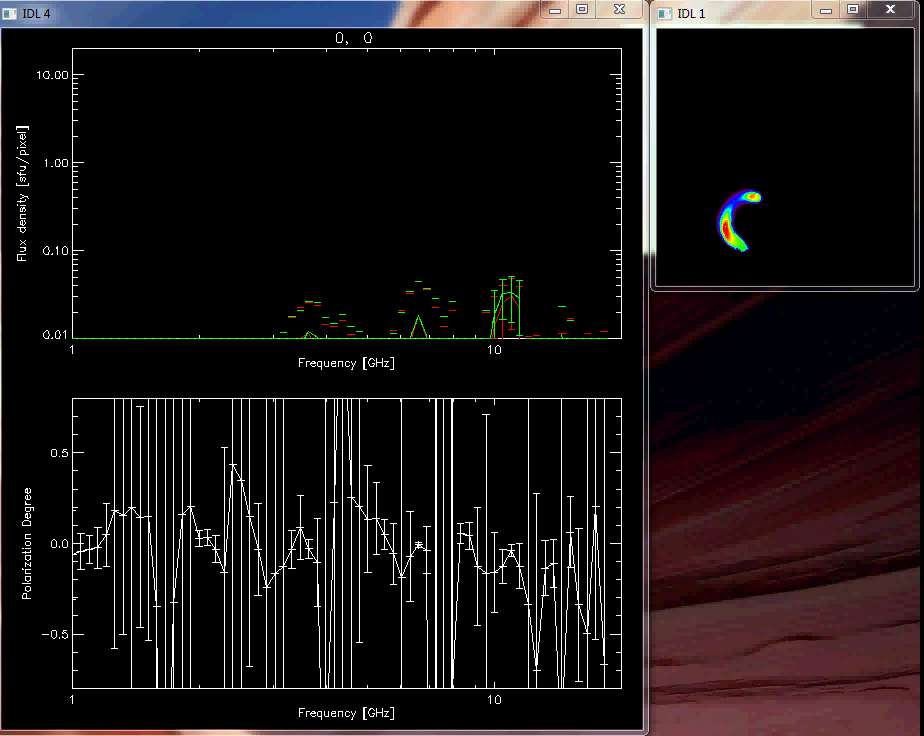 IDL 4
IDL 1
0, 0
10.00
1.00
0.10
0.01
Flux density [sfu/pixel]
1
10
Frequency [GHz]
0.5
0.0
-0.5
Polarization Degree
1
10
Frequency [GHz]